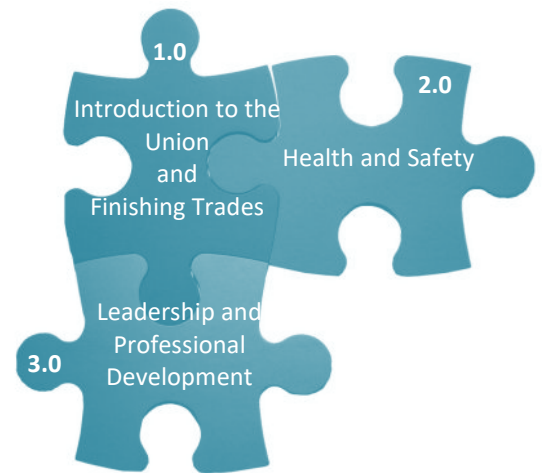 1.0
Introduction to the
Union
and
Finishing Trades
2.0
Health and Safety
Leadership and
Professional
Development
3.0